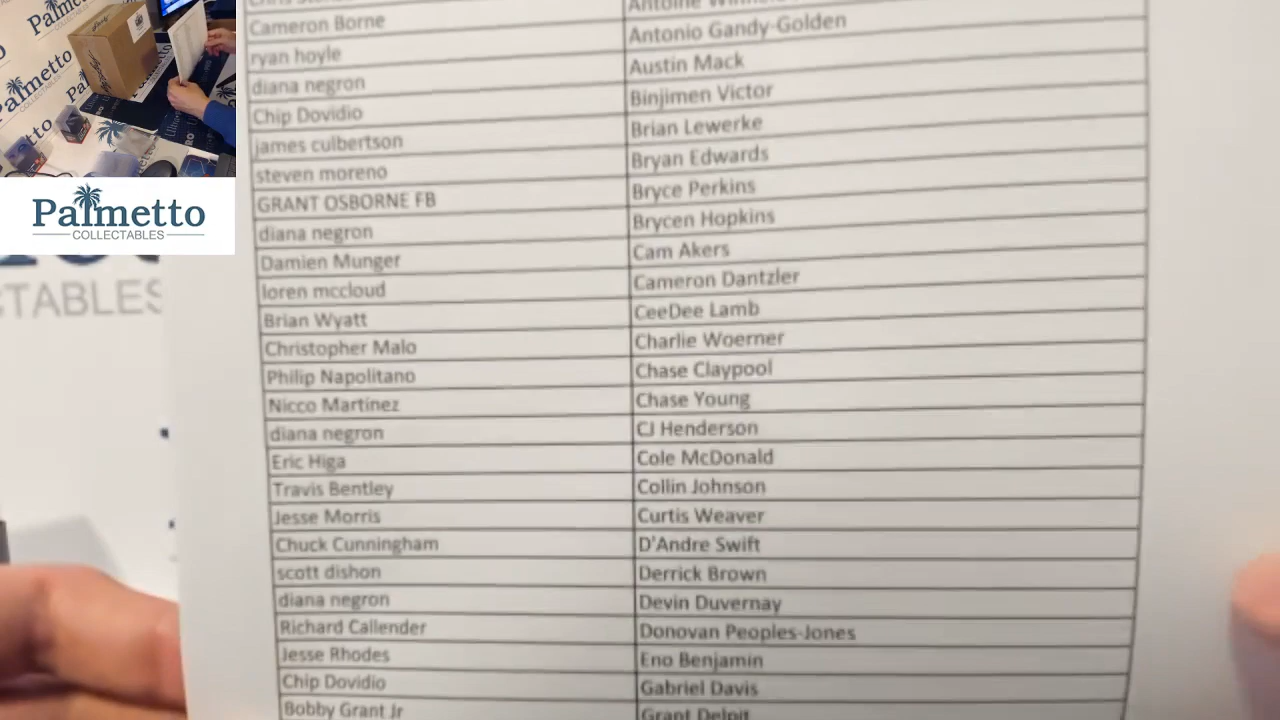 Palmetto
COLLECTABLES
CTABLES
Cameron Borne Antoine
ryan hoyle Antonio Gandy-Golden
diana negron Austin Mack
Chip Dovidio Binjimen Victor
james culbertson Brian Lewerke
steven moreno Bryan Edwards
GRANT OSBORNE FB Bryce Perkins
diana negron Brycen Hopkins
Damien Munger Cam Akers
loren mccloud Cameron Dantzler
Brian Wyatt CeeDee Lamb
Christopher Malo Charlie Woerner
Philip Napolitano Chase Claypool
Nicco Martinez Chase Young
diana negron CJ Henderson
Eric Higa Cole McDonald
Travis Bentley Collin Johnson
Jesse Morris Curtis Weaver
Chuck Cunningham D'Andre Swift
scott dishon Derrick Brown
diana negron Devin Duvernay
Richard Callender Donovan Peoples-Jones
Jesse Rhodes Eno Benjamin
Chip Dovidio Gabriel Davis
Bobby Grant Jr Grant Delpit